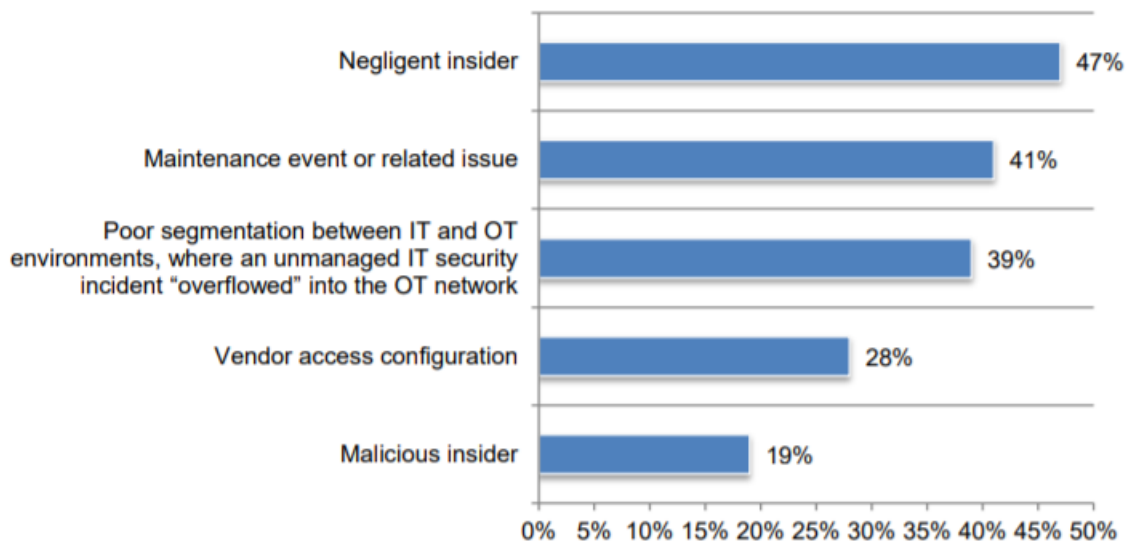 Negligent insider
47%
Maintenance event or related issue
41%
Poor segmentation between IT and OT
environments, where an unmanaged IT security
incident “overflowed” into the OT network
39%
Vendor access configuration
28%
Malicious insider
19%
0% 5% 10% 15% 20% 25% 30% 35% 40% 45% 50%